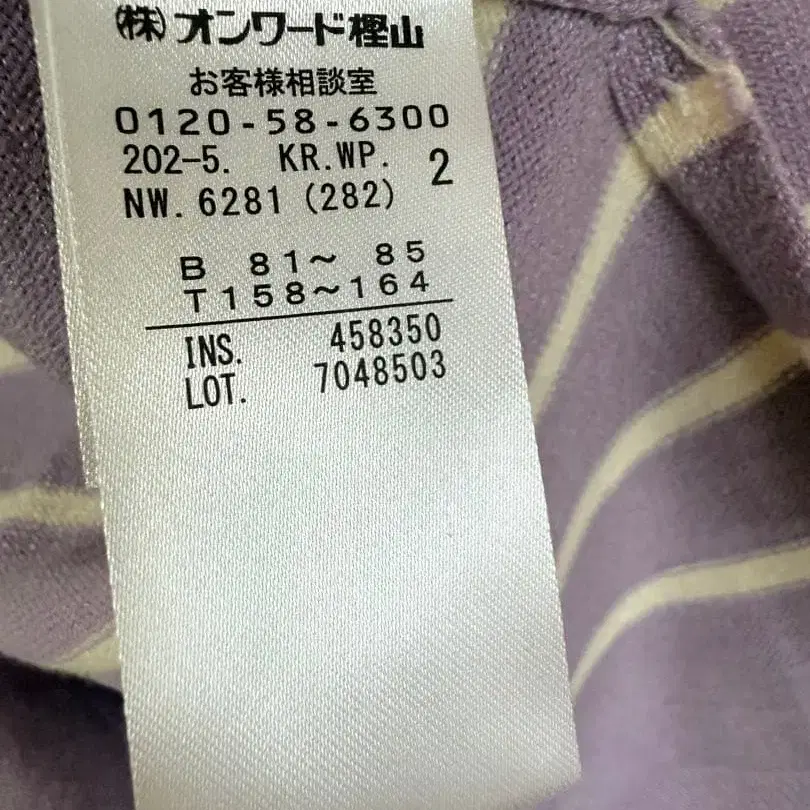 ㈱オンワード樫山
お客様相談室
0120-58-6300
202-5. KR.WP. 2
NW.6281(282)
B 81~ 85
T158~164
INS. 458350
LOT. 7048503